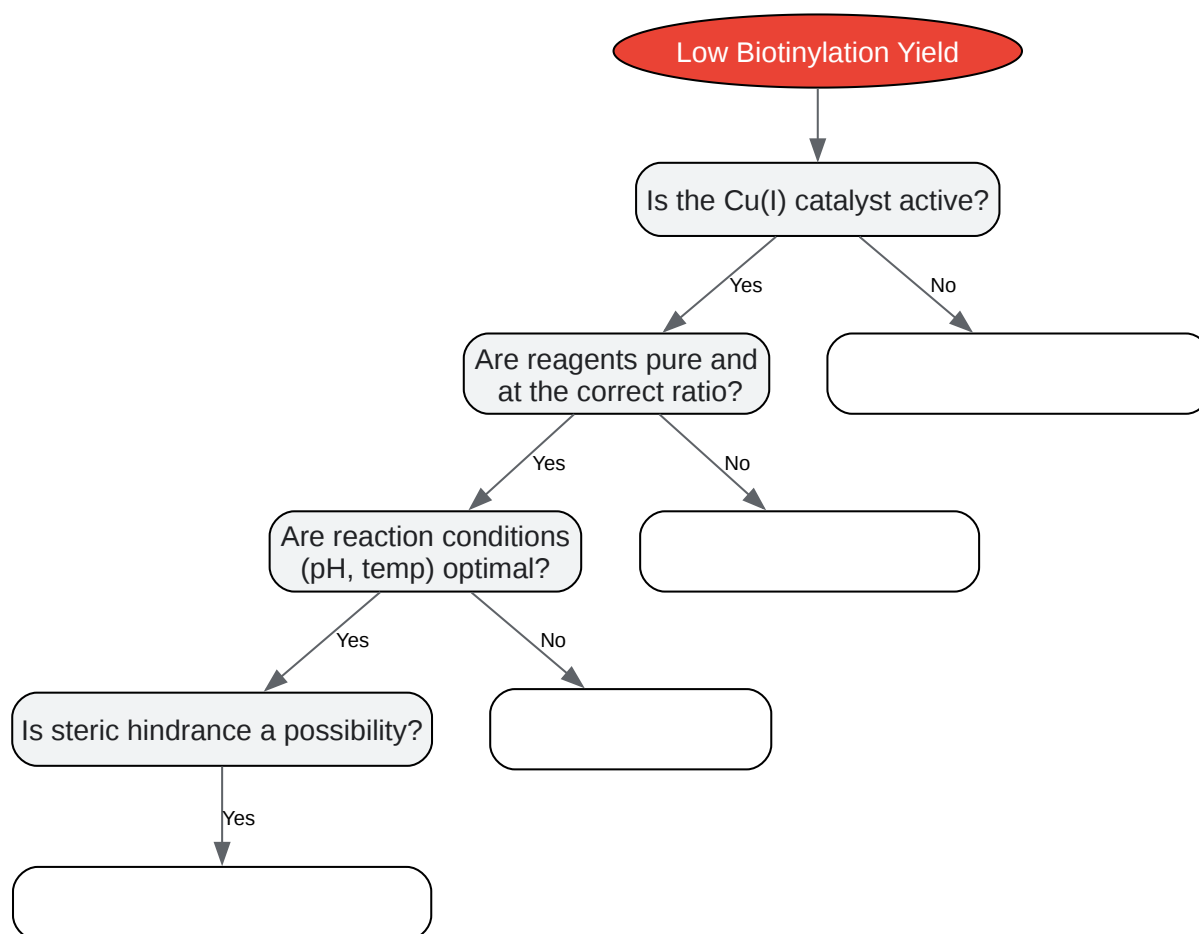 Low Biotinylation Yield
Is the Cu(I) catalyst active?
Yes
No
Are reagents pure and
at the correct ratio?
Yes
No
Are reaction conditions
(pH, temp) optimal?
Yes
No
Is steric hindrance a possibility?
Yes